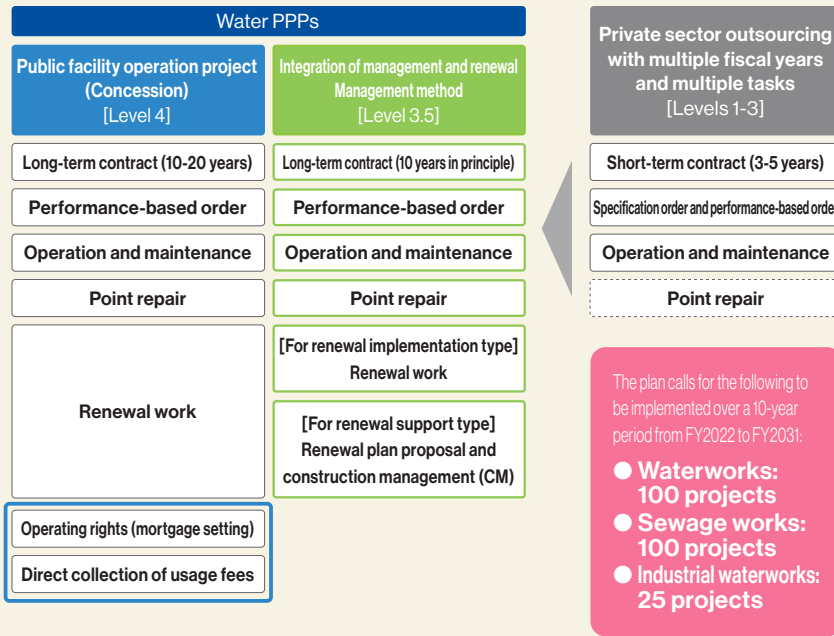 Water PPPs
Public facility operation project
(Concession)
[Level 4]
Integration of management and renewal
Management method
[Level 3.5]
Private sector outsourcing
with multiple fiscal years
and multiple tasks
[Levels 1-3]
Long-term contract (10-20 years)
Long-term contract (10 years in principle)
Short-term contract (3-5 years)
Performance-based order
Performance-based order
Specification order and performance-based orde
Operation and maintenance
Operation and maintenance
Operation and maintenance
Point repair
Point repair
Point repair
Renewal work
[For renewal implementation type]
Renewal work
[For renewal support type]
Renewal plan proposal and
construction management (CM)
Operating rights (mortgage setting)
Direct collection of usage fees
The plan calls for the following to
be implemented over a 10-year
period from FY2022 to FY2031:
● Waterworks:
100 projects
● Sewage works:
100 projects
● Industrial waterworks:
25 projects